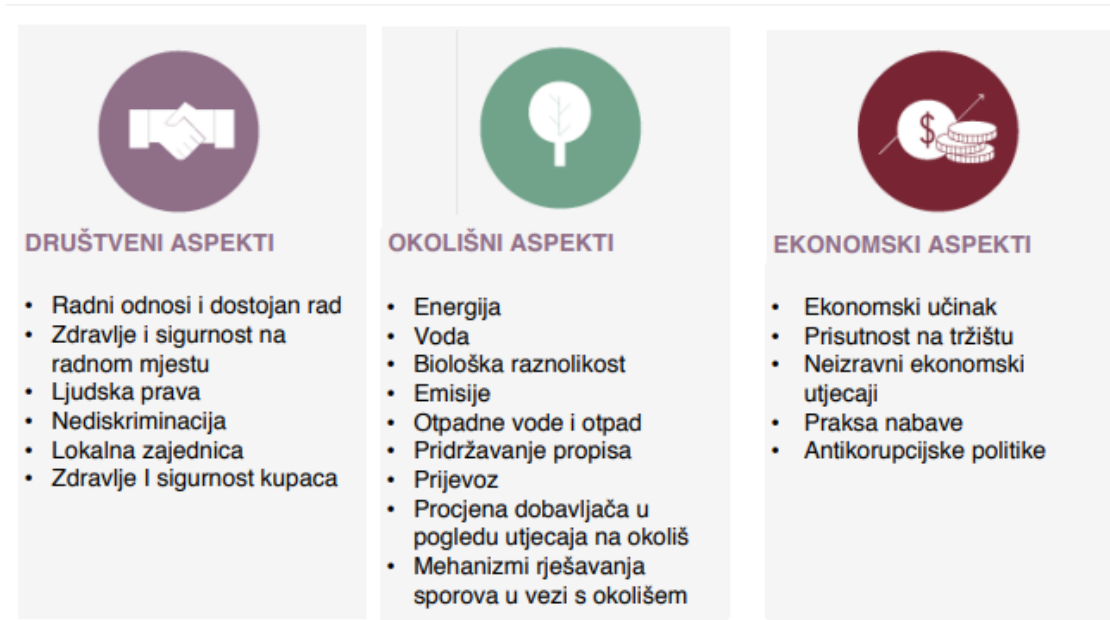 $
DRUŠTVENI ASPEKTI
• Radni odnosi i dostojan rad
• Zdravlje i sigurnost na
radnom mjestu
• Ljudska prava
• Nediskriminacija
• Lokalna zajednica
• Zdravlje I sigurnost kupaca
OKOLIŠNI ASPEKTI
• Energija
• Voda
• Biološka raznolikost
• Emisije
• Otpadne vode i otpad
• Pridržavanje propisa
• Prijevoz
• Procjena dobavljača u
pogledu utjecaja na okoliš
• Mehanizmi rješavanja
sporova u vezi s okolišem
EKONOMSKI ASPEKTI
• Ekonomski učinak
• Prisutnost na tržištu
• Neizravni ekonomski
utjecaji
• Praksa nabave
• Antikorupcijske politike